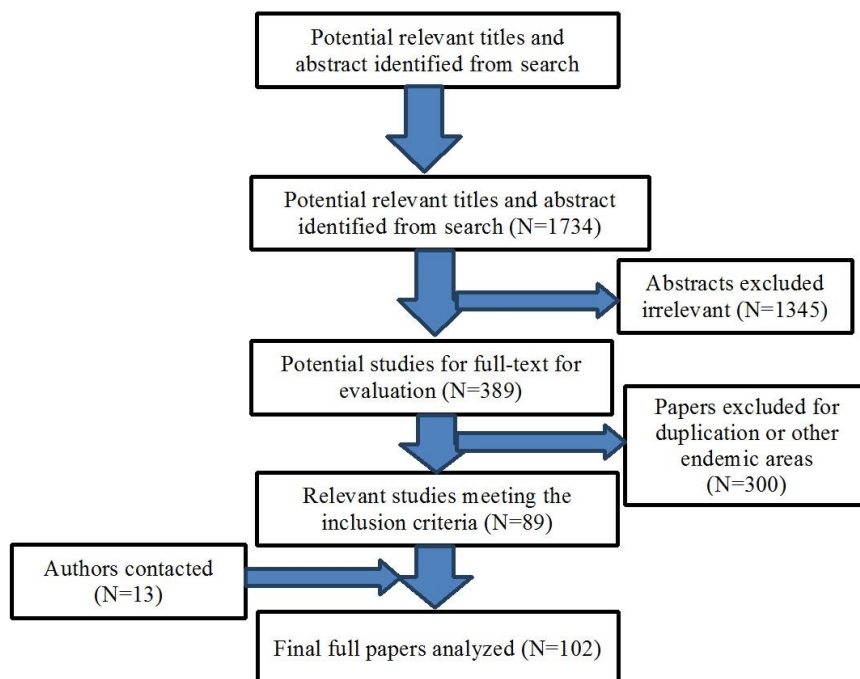 Potential relevant titles and
abstract identified from search
Potential relevant titles and abstract
identified from search (N=1734)
Abstracts excluded
irrelevant (N=1345)
Potential studies for full-text for
evaluation (N=389)
Papers excluded for
duplication or other
endemic areas
(N=300)
Relevant studies meeting the
inclusion criteria (N=89)
Authors contacted
(N=13)
Final full papers analyzed (N=102)